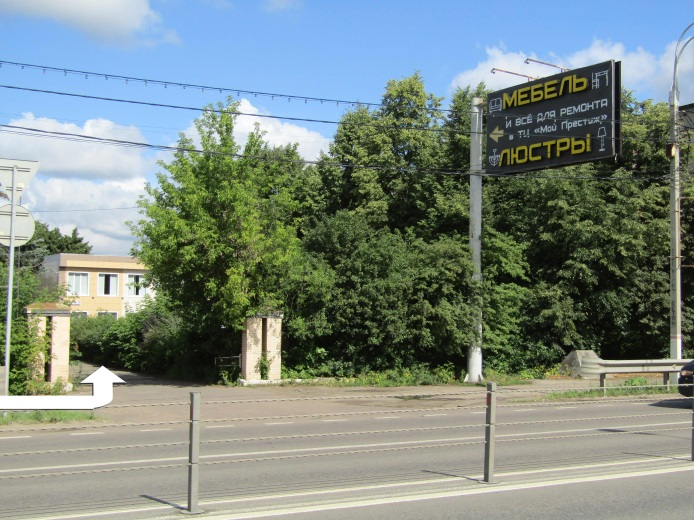 МЕБЕЛЬ
И ВСЁ ДЛЯ РЕМОНТА
в ТЦ «Мой Престиж»
ЛЮСТРЫ